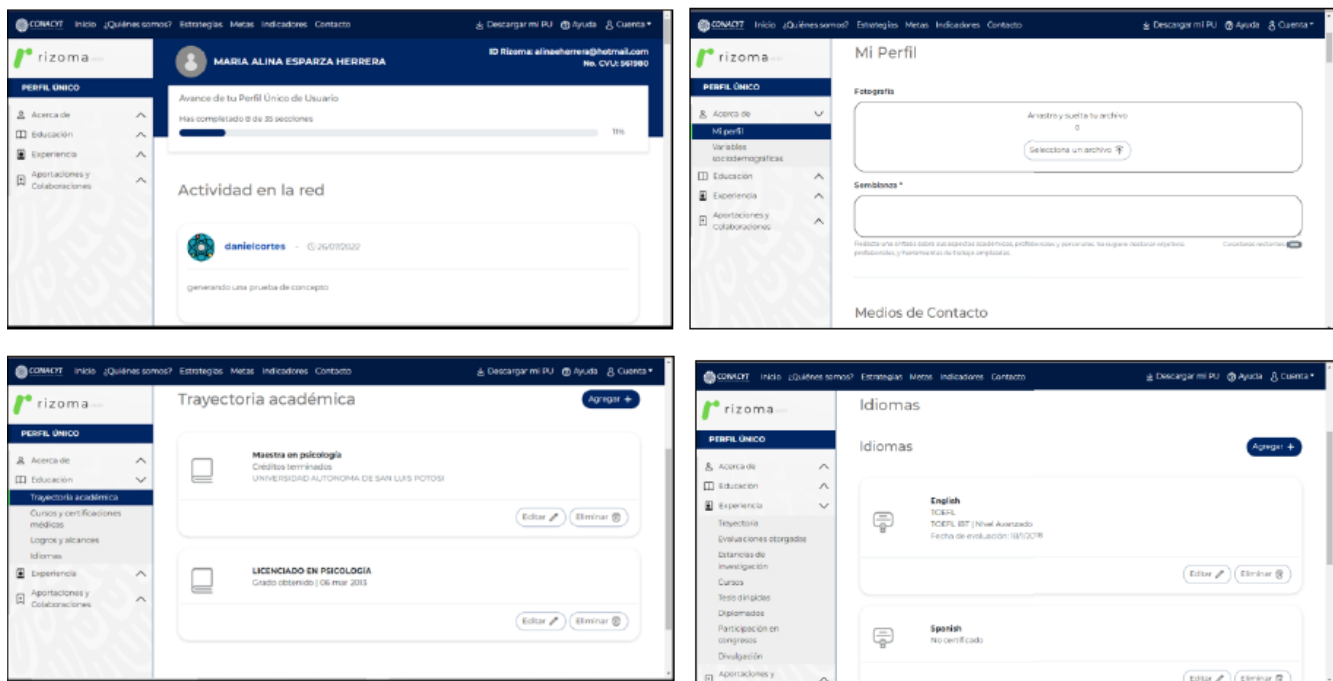 CONACYT Inicio ¿Quiénes somos? Estrategias Metas Indicadores Contacto Descargar mi PU Ayuda Cuenta
rizoma
MARIA ALINA ESPARZA HERRERA
ID Rizoma: alinaeherrera@hotmail.com
No. CVU: 561980
PERFIL ÚNICO
Acerca de
Educación
Experiencia
Aportaciones y
Colaboraciones
Avance de tu Perfil Único de Usuario
Has completado 8 de 35 secciones
11%
Actividad en la red
danielcortes - 26/07/2022
generando una prueba de concepto
CONACYT Inicio ¿Quiénes somos? Estrategias Metas Indicadores Contacto Descargar mi PU Ayuda Cuenta
rizoma
PERFIL ÚNICO
Acerca de
Mi perfil
Variables
sociodemográficas
Educación
Experiencia
Aportaciones y
Colaboraciones
Mi Perfil
Fotografía
Arrastra y suelta tu archivo
o
Selecciona un archivo
Semblanza *
Caracteres restantes
Medios de Contacto
CONACYT Inicio ¿Quiénes somos? Estrategias Metas Indicadores Contacto Descargar mi PU Ayuda Cuenta
rizoma
PERFIL ÚNICO
Acerca de
Educación
Trayectoria académica
Cursos y certificaciones
médicas
Logros y alcances
Idiomas
Experiencia
Aportaciones y
Colaboraciones
Trayectoria académica
Agregar +
Maestra en psicología
Créditos terminados
UNIVERSIDAD AUTONOMA DE SAN LUIS POTOSI
Editar Eliminar
LICENCIADO EN PSICOLOGÍA
Grado obtenido | 06 mar 2013
Editar Eliminar
CONACYT Inicio ¿Quiénes somos? Estrategias Metas Indicadores Contacto Descargar mi PU Ayuda Cuenta
rizoma
PERFIL ÚNICO
Acerca de
Educación
Experiencia
Trayectoria
Evaluaciones otorgadas
Estancias de
investigación
Cursos
Tesis dirigidas
Diplomados
Participación en
congresos
Divulgación
Aportaciones y
Idiomas
Idiomas
Agregar +
English
TOEFL
TOEFL IBT | Nivel Avanzado
Fecha de evaluación:
Editar Eliminar
Spanish
No certificado
Editar Eliminar